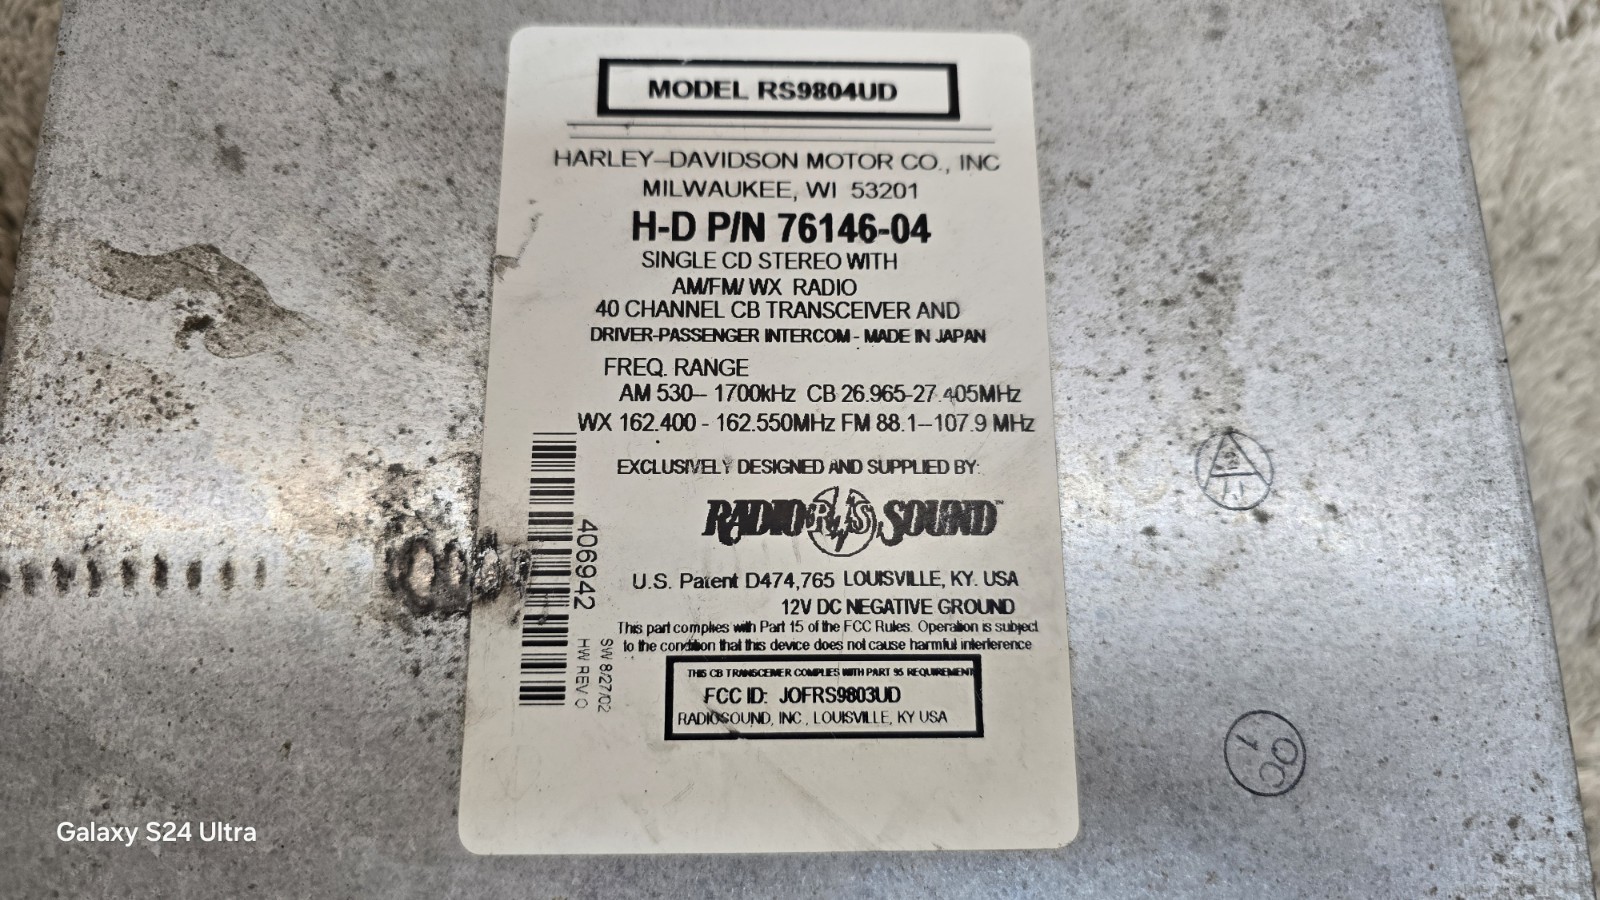 MODEL RS9804UD
HARLEY-DAVIDSON MOTOR CO., INC
MILWAUKEE, WI 53201
H-D P/N 76146-04
SINGLE CD STEREO WITH
AM/FM/ WX RADIO
40 CHANNEL CB TRANSCEIVER AND
DRIVER-PASSENGER INTERCOM - MADE IN JAPAN
FREQ. RANGE
AM 530-- 1700kHz CB 26.965-27.405MHz
WX 162.400 - 162.550MHz FM 88.1--107.9 MHz
EXCLUSIVELY DESIGNED AND SUPPLIED BY:
RADIO R/S SOUND™
U.S. Patent D474,765 LOUISVILLE, KY. USA
12V DC NEGATIVE GROUND
This part complies with Part 15 of the FCC Rules. Operation is subject
to the condition that this device does not cause harmful interference
THIS CB TRANSCEIVER COMPLIES WITH PART 95 REQUIREMENT
FCC ID: JOFRS9803UD
RADIOSOUND, INC., LOUISVILLE, KY USA
406942
HW REV O
SW 8/27/02
QC
1
Galaxy S24 Ultra